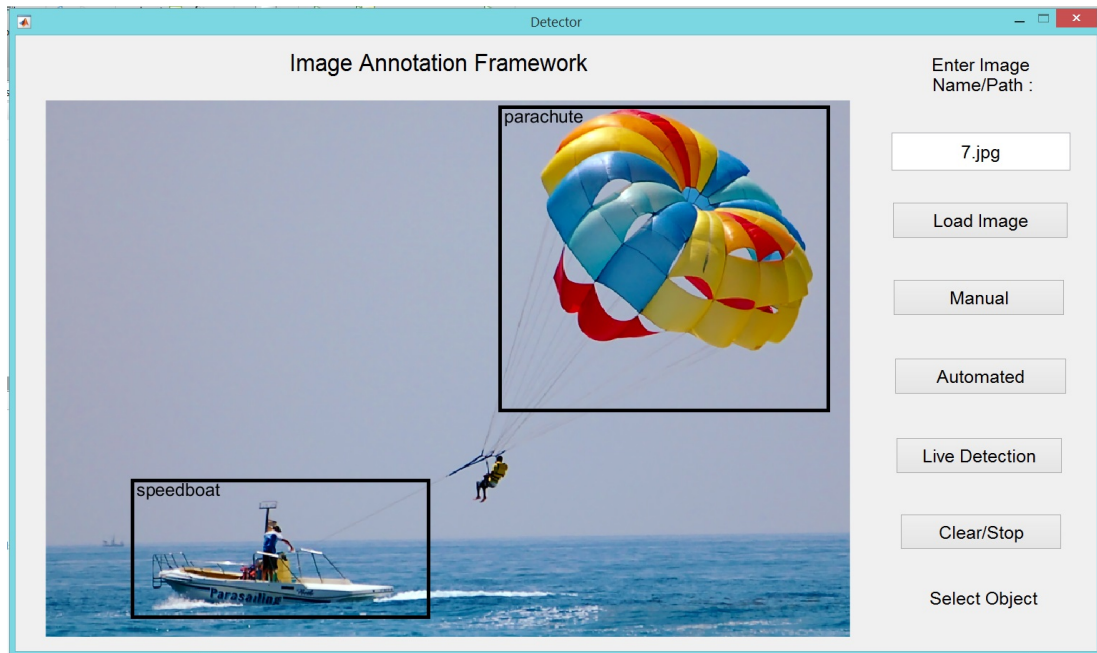 Detector
Image Annotation Framework
Enter Image
Name/Path :
parachute
7.jpg
Load Image
Manual
Automated
Live Detection
speedboat
Clear/Stop
Parasailing
Select Object